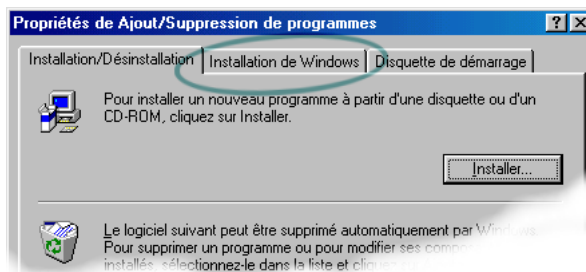 Propriétés de Ajout/Suppression de programmes
Installation/Désinstallation Installation de Windows Disquette de démarrage
Pour installer un nouveau programme à partir d'une disquette ou d'un
CD-ROM, cliquez sur Installer.
Installer...
Le logiciel suivant peut être supprimé automatiquement par Windows.
Pour supprimer un programme ou pour modifier ses
installés, sélectionnez-le dans la liste et